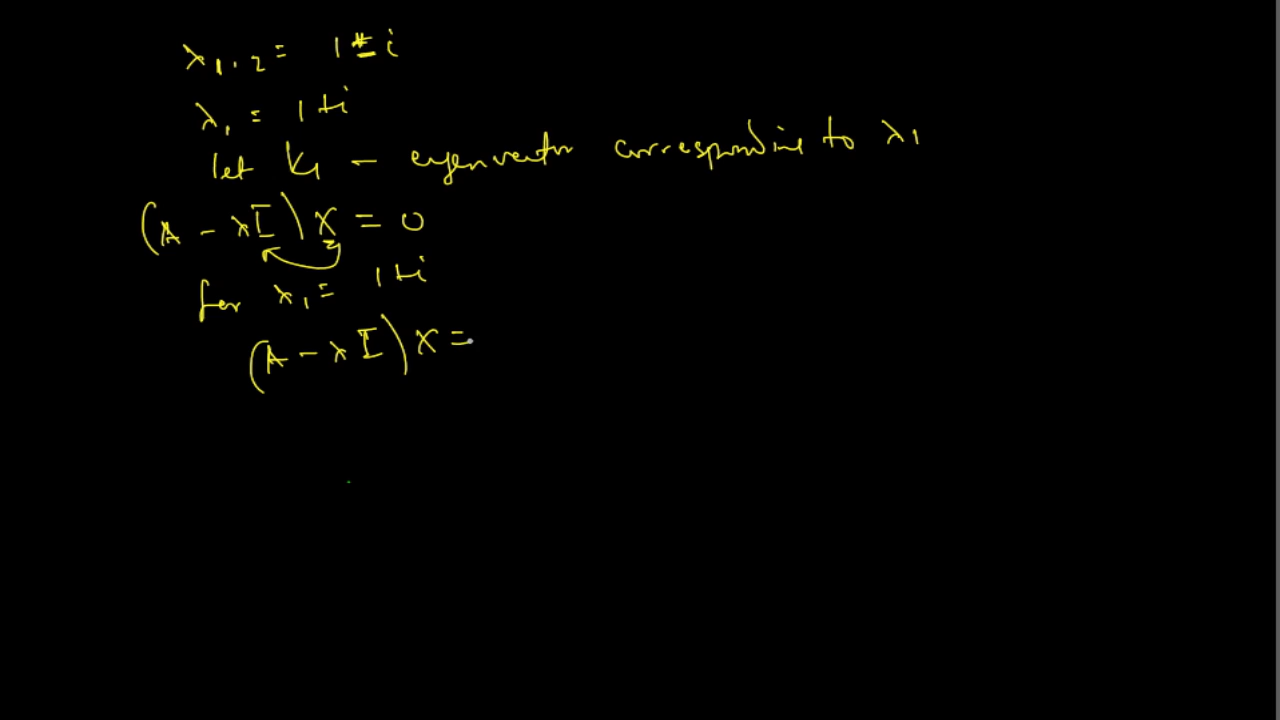 λ₁,₂ = 1 ± i
λ₁ = 1+i
let K₁ – eigenvector corresponding to λ₁
(A – λI) X = 0
for λ₁ = 1+i
(A – λI) X =